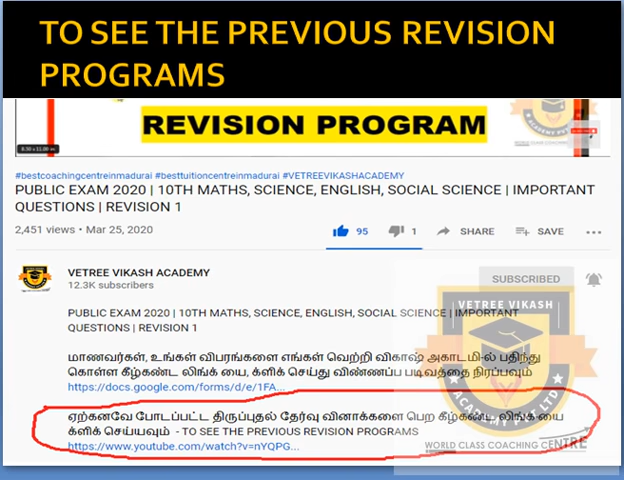 TO SEE THE PREVIOUS REVISION
PROGRAMS
REVISION PROGRAM
ACADEMY PVT
#bestcoachingcentreinmadurai #besttuitioncentreinmadurai #VETREEVIKASHACADEMY
PUBLIC EXAM 2020 | 10TH MATHS, SCIENCE, ENGLISH, SOCIAL SCIENCE | IMPORTANT
QUESTIONS | REVISION 1
2,451 views • Mar 25, 2020
95
1
SHARE
SAVE
VETREE VIKASH ACADEMY
12.3K subscribers
SUBSCRIBED
PUBLIC EXAM 2020 | 10TH MATHS, SCIENCE, ENGLISH, SOCIAL SCIENCE | IMPORTANT
QUESTIONS | REVISION 1
மாணவர்கள், உங்கள் விபரங்களை எங்கள் வெற்றி விகாஷ் அகாடமி-ல் பதிந்து
கொள்ள கீழ்கண்ட லிங்க் யை, க்ளிக் செய்து விண்ணப்ப படிவத்தை நிரப்பவும்
https://docs.google.com/forms/d/e/1FA...
ஏற்கனவே போடப்பட்ட திருப்புதல் தேர்வு வினாக்களை பெற கீழ்கண்ட லிங்க் யை
க்ளிக் செய்யவும் - TO SEE THE PREVIOUS REVISION PROGRAMS
https://www.youtube.com/watch?v=nYQPG...
VETREE VIKASH
ACADEMY PVT LTD
WORLD CLASS COACHING CENTRE